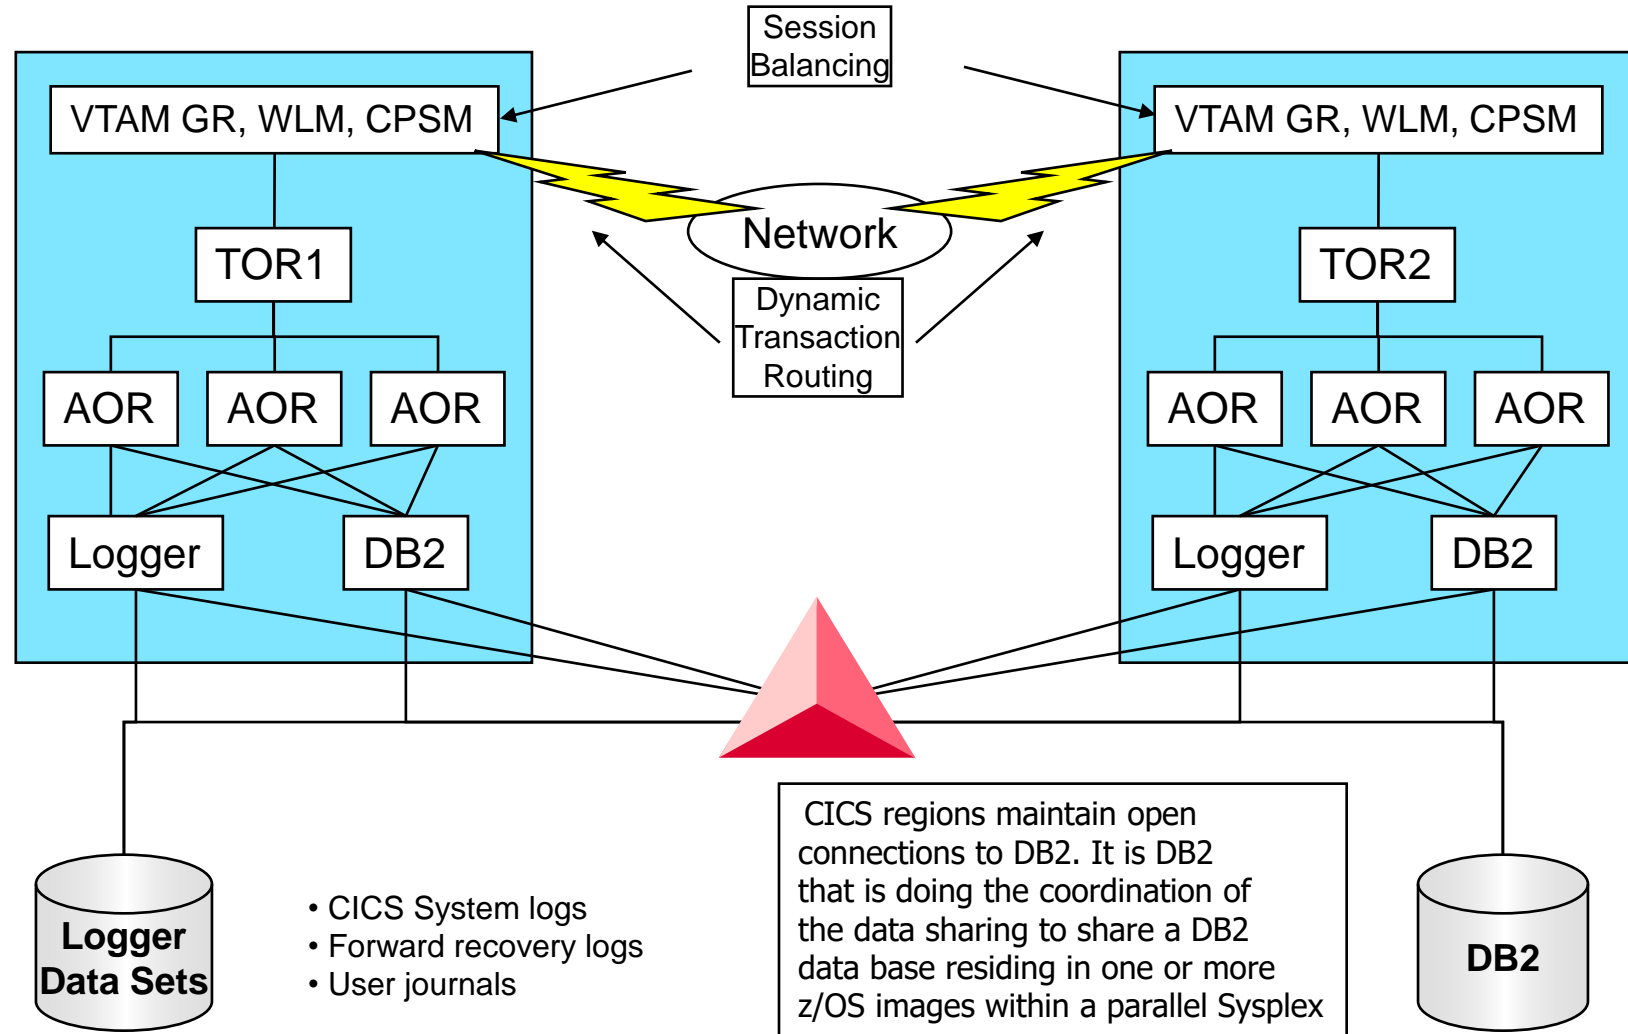 Session
Balancing
VTAM GR, WLM, CPSM
VTAM GR, WLM, CPSM
Network
TOR1
TOR2
Dynamic
Transaction
Routing
AOR
AOR
AOR
AOR
AOR
AOR
Logger
DB2
Logger
DB2
CICS regions maintain open
connections to DB2. It is DB2
that is doing the coordination of
the data sharing to share a DB2
data base residing in one or more
z/OS images within a parallel Sysplex
Logger
Data Sets
• CICS System logs
• Forward recovery logs
• User journals
DB2